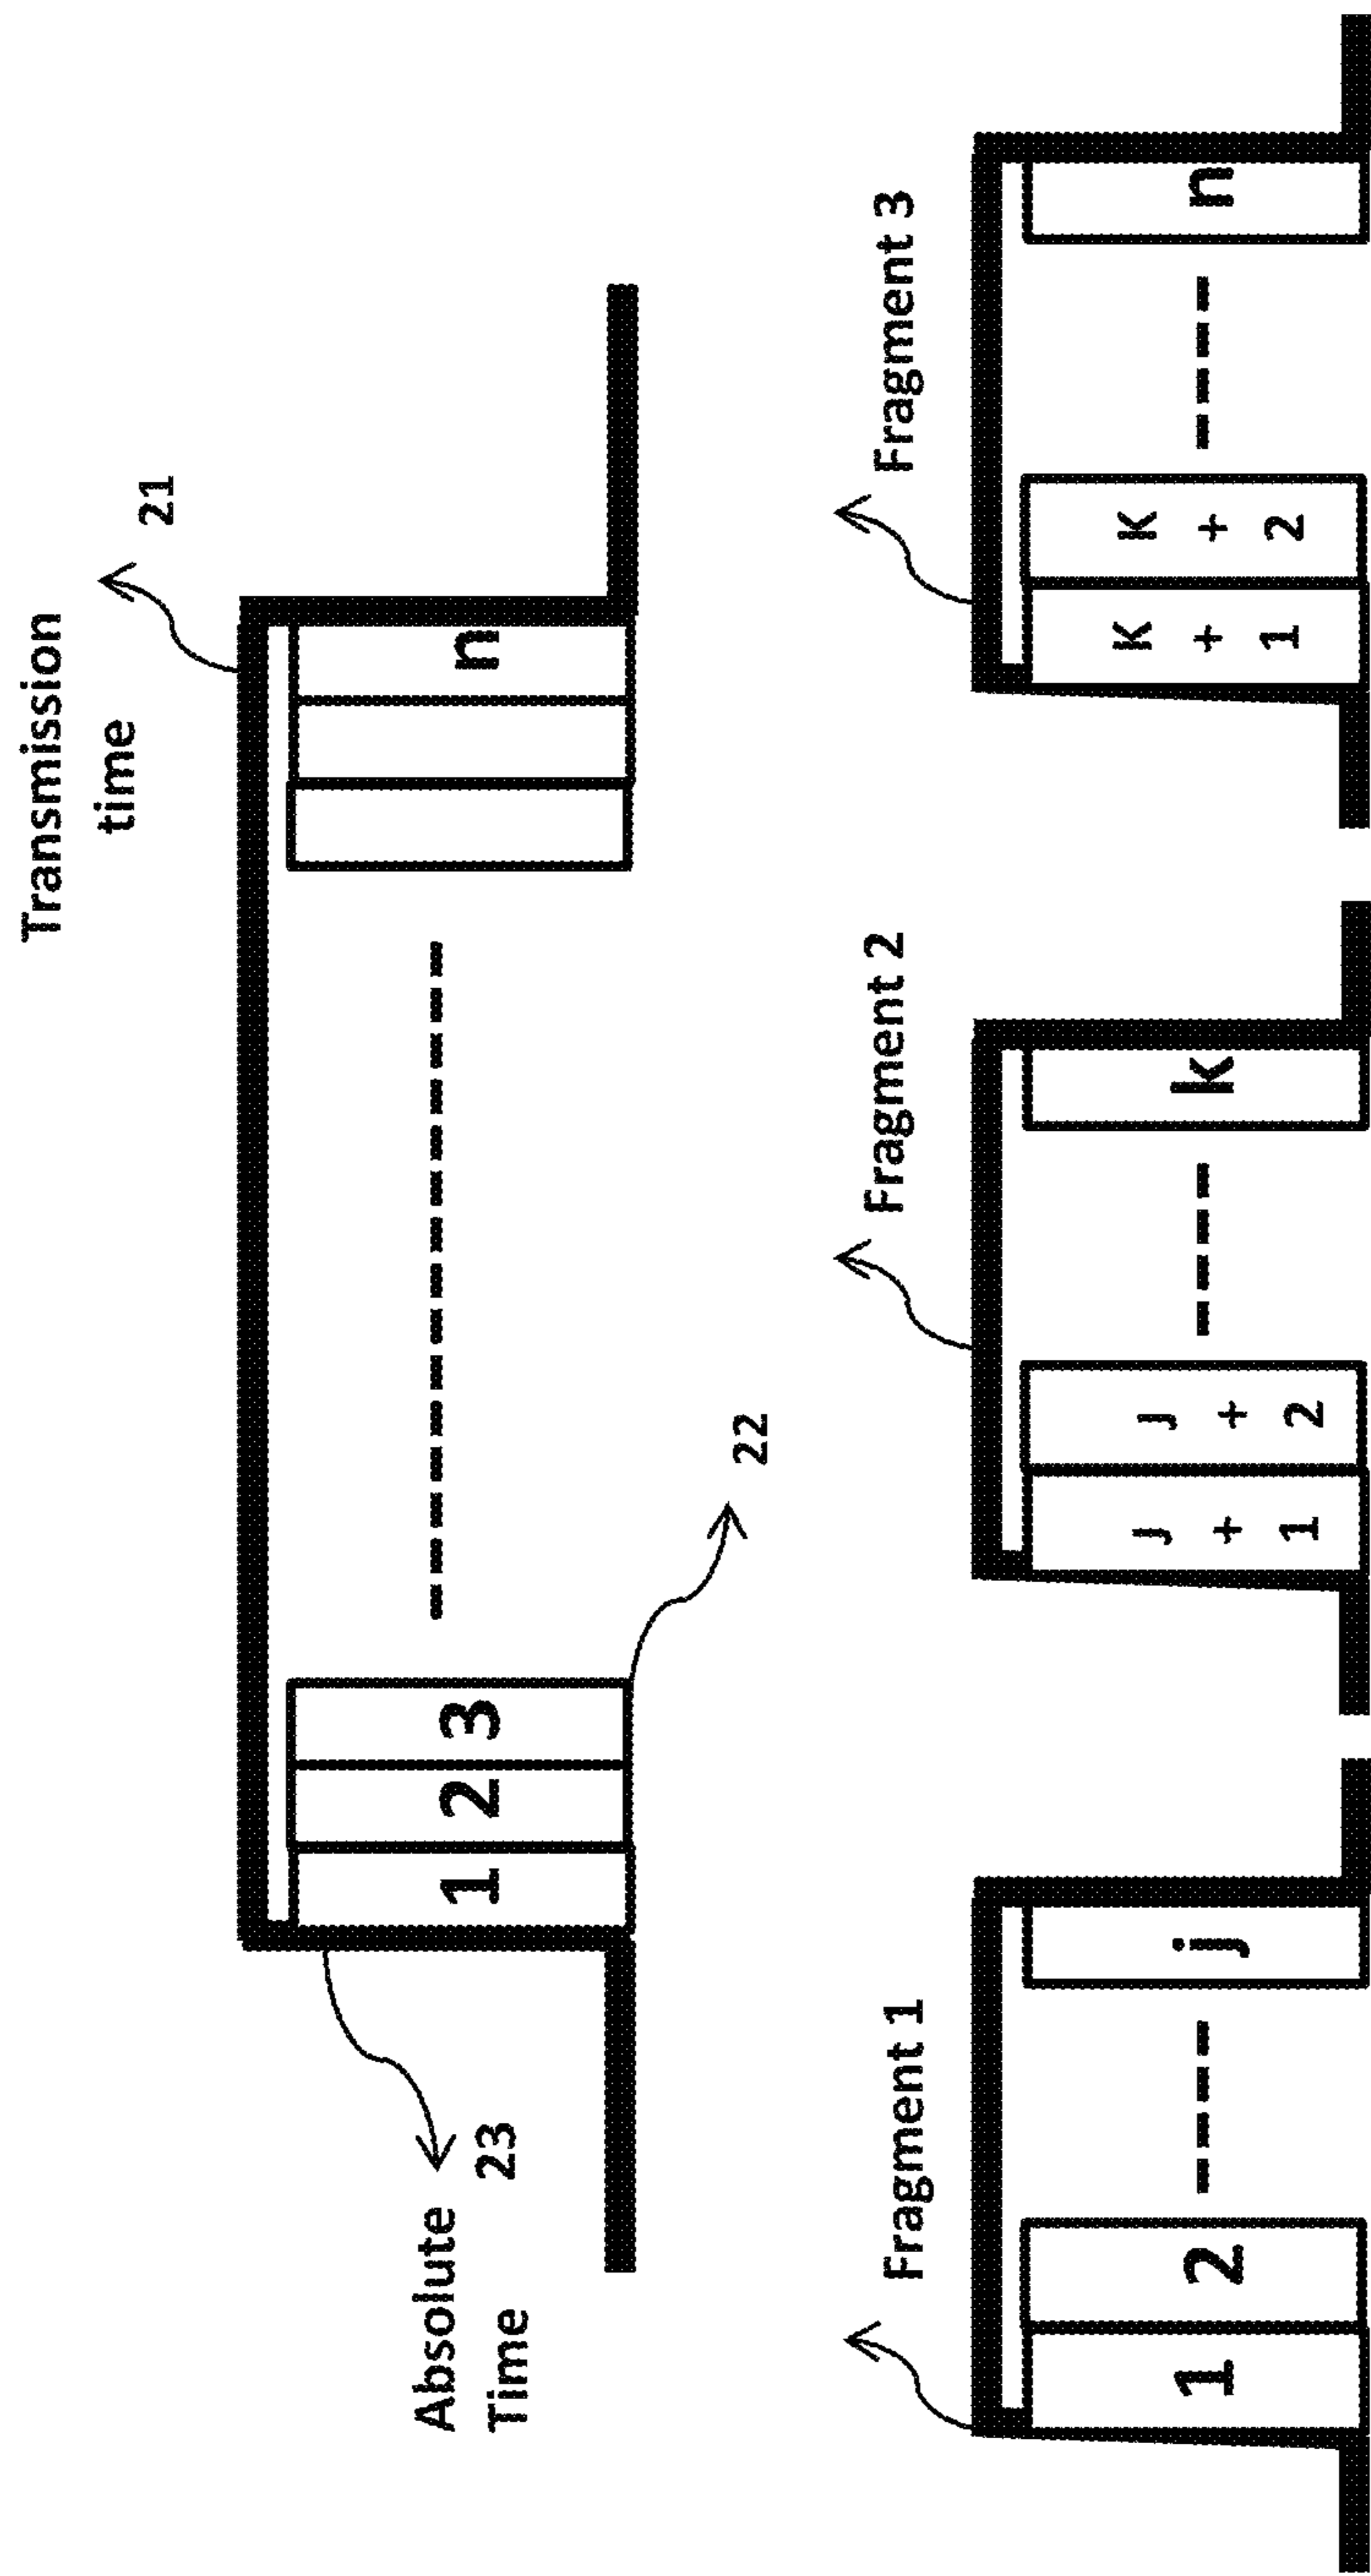 Transmission
time
21
Absolute
Time
23
1
2
3
n
22
Fragment 1
Fragment 2
Fragment 3
1
2
j
J
+
1
J
+
2
k
K
+
1
K
+
2
n